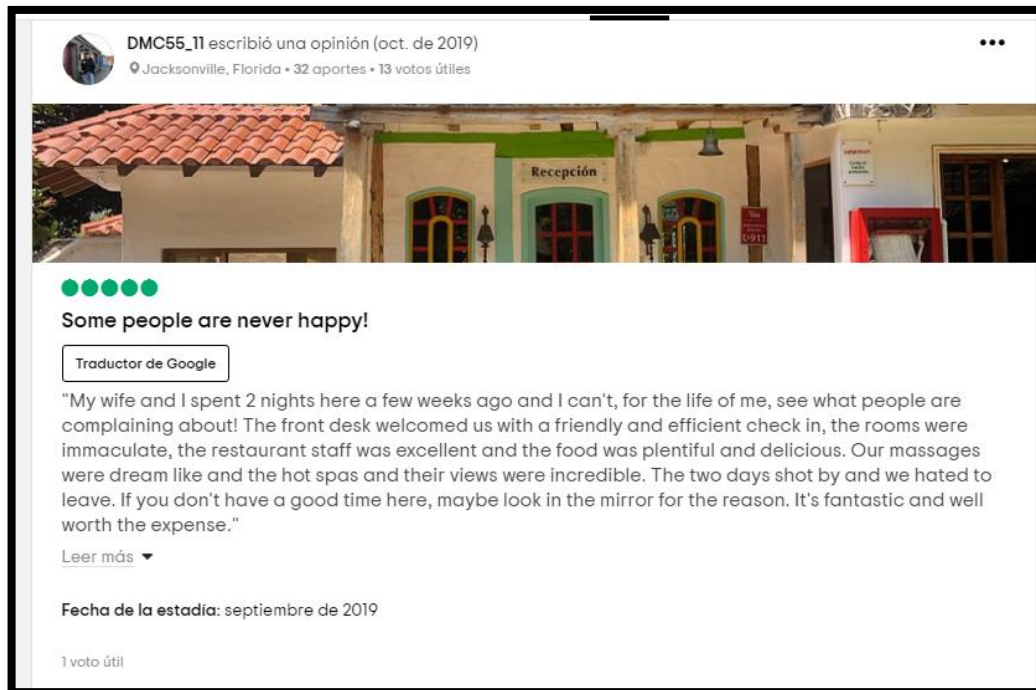 DMC55_11 escribió una opinión (oct. de 2019)
Jacksonville, Florida • 32 aportes • 13 votos útiles
Recepción
911
Some people are never happy!
Traductor de Google
"My wife and I spent 2 nights here a few weeks ago and I can't, for the life of me, see what people are
complaining about! The front desk welcomed us with a friendly and efficient check in, the rooms were
immaculate, the restaurant staff was excellent and the food was plentiful and delicious. Our massages
were dream like and the hot spas and their views were incredible. The two days shot by and we hated to
leave. If you don't have a good time here, maybe look in the mirror for the reason. It's fantastic and well
worth the expense."
Leer más
Fecha de la estadía: septiembre de 2019
1 voto útil